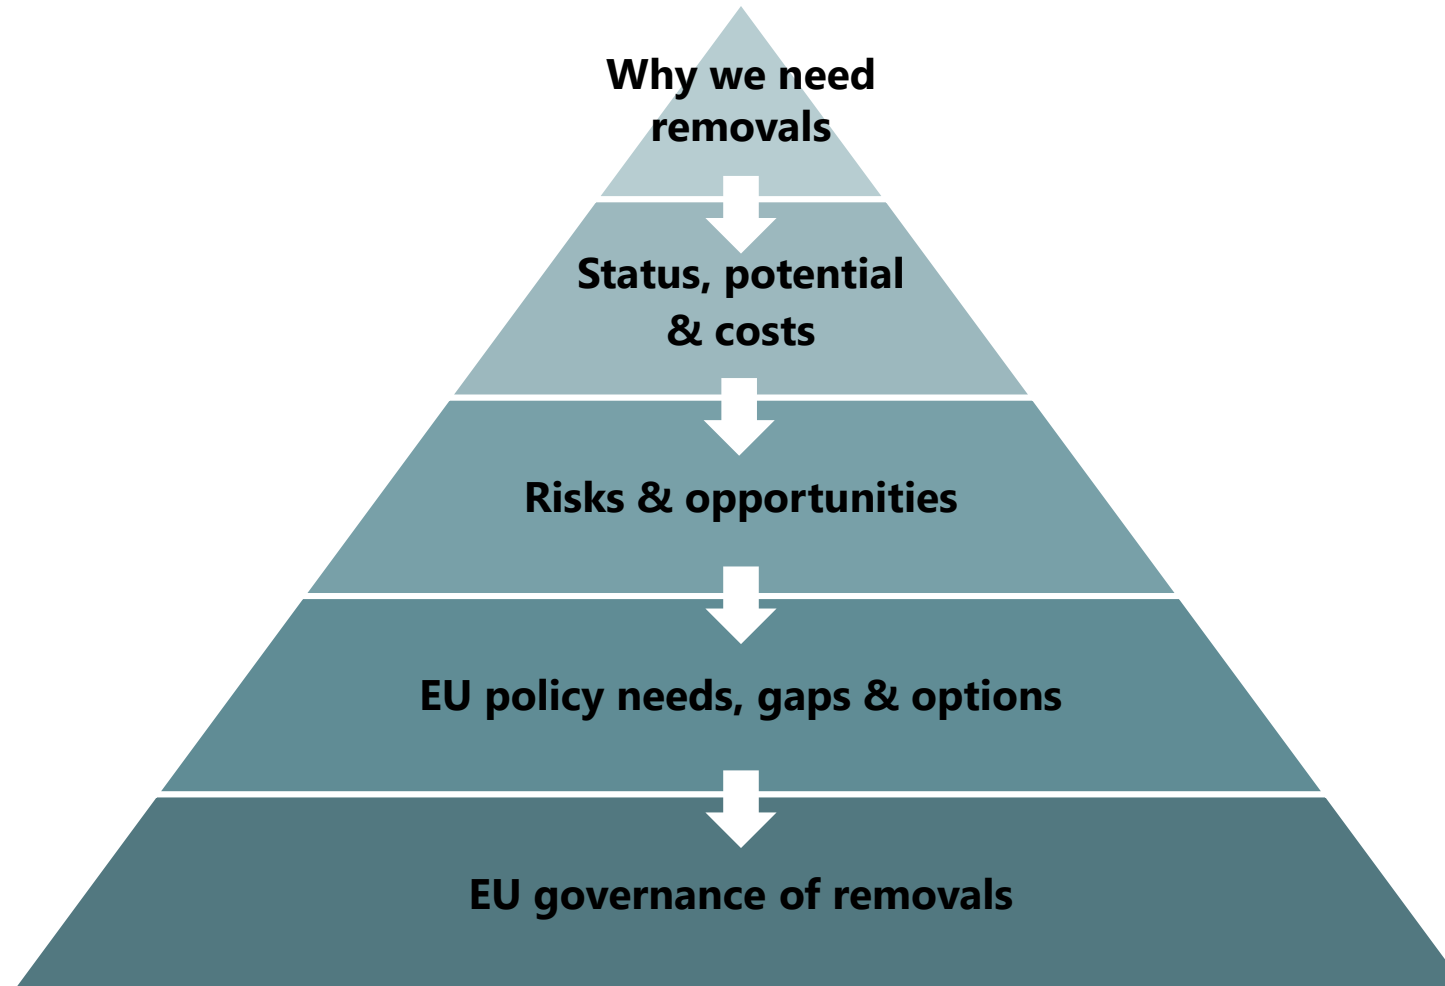 Why we need
removals
Status, potential
& costs
Risks & opportunities
EU policy needs, gaps & options
EU governance of removals